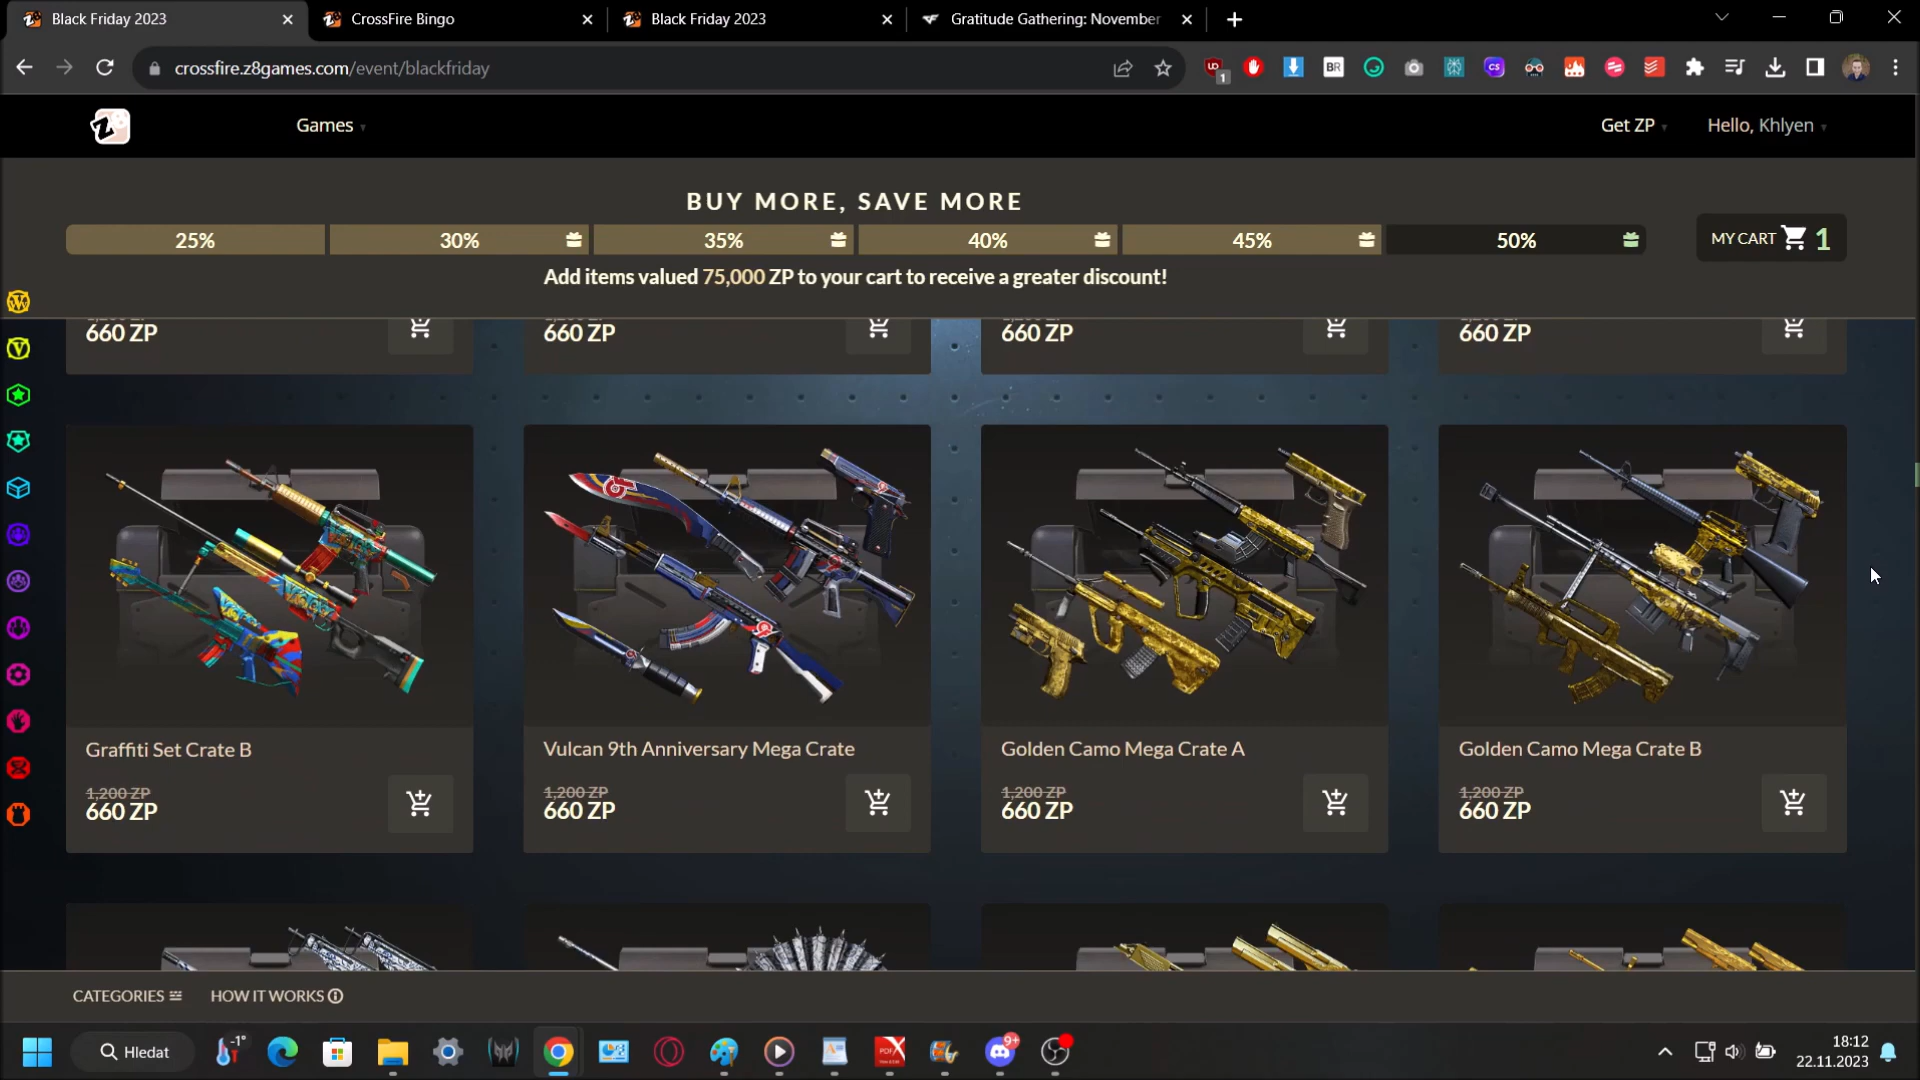 Black Friday 2023
CrossFire Bingo
Black Friday 2023
Gratitude Gathering: November
crossfire.z8games.com/event/blackfriday
1
Games
Get ZP
Hello, Khlyen
BUY MORE, SAVE MORE
25%
30%
35%
40%
45%
50%
MY CART 1
Add items valued 75,000 ZP to your cart to receive a greater discount!
660 ZP
660 ZP
660 ZP
660 ZP
Graffiti Set Crate B
1,200 ZP
660 ZP
Vulcan 9th Anniversary Mega Crate
1,200 ZP
660 ZP
Golden Camo Mega Crate A
1,200 ZP
660 ZP
Golden Camo Mega Crate B
1,200 ZP
660 ZP
CATEGORIES
HOW IT WORKS
Hledat
-1°
9+
18:12
22.11.2023